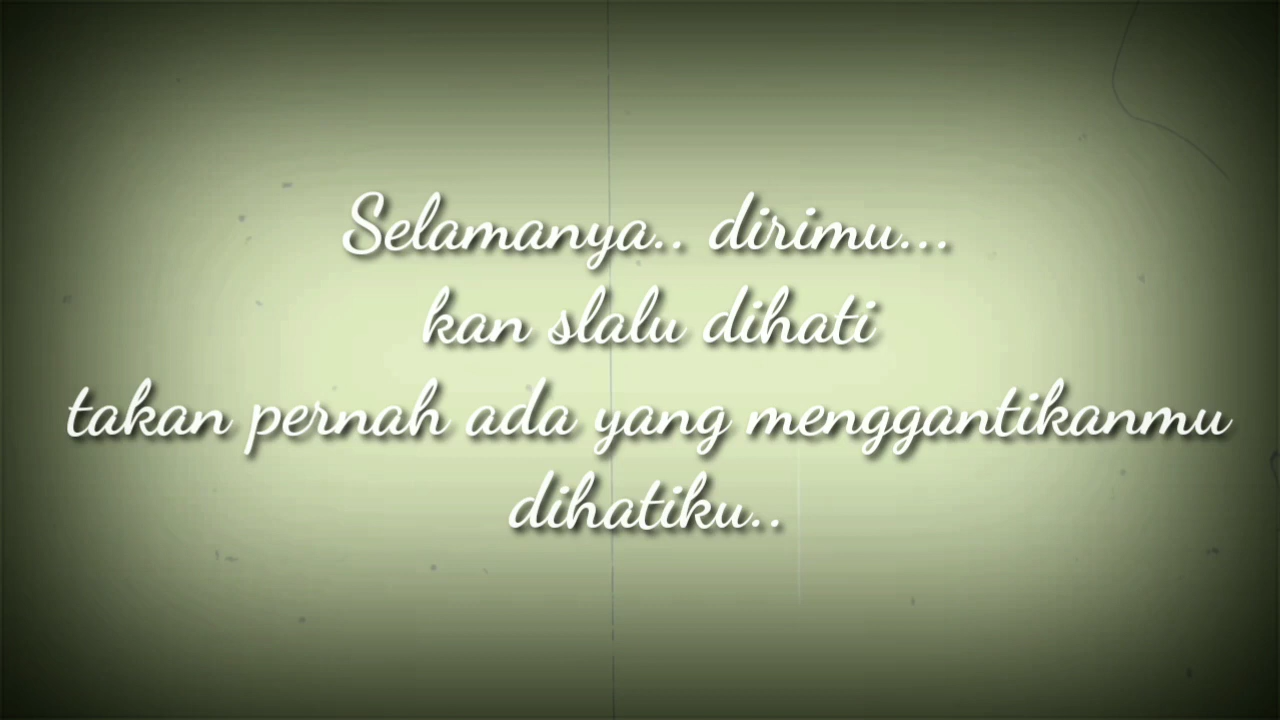 Selamanya.. dirimu...
kan slalu dihati
takan pernah ada yang menggantikanmu
dihatiku..